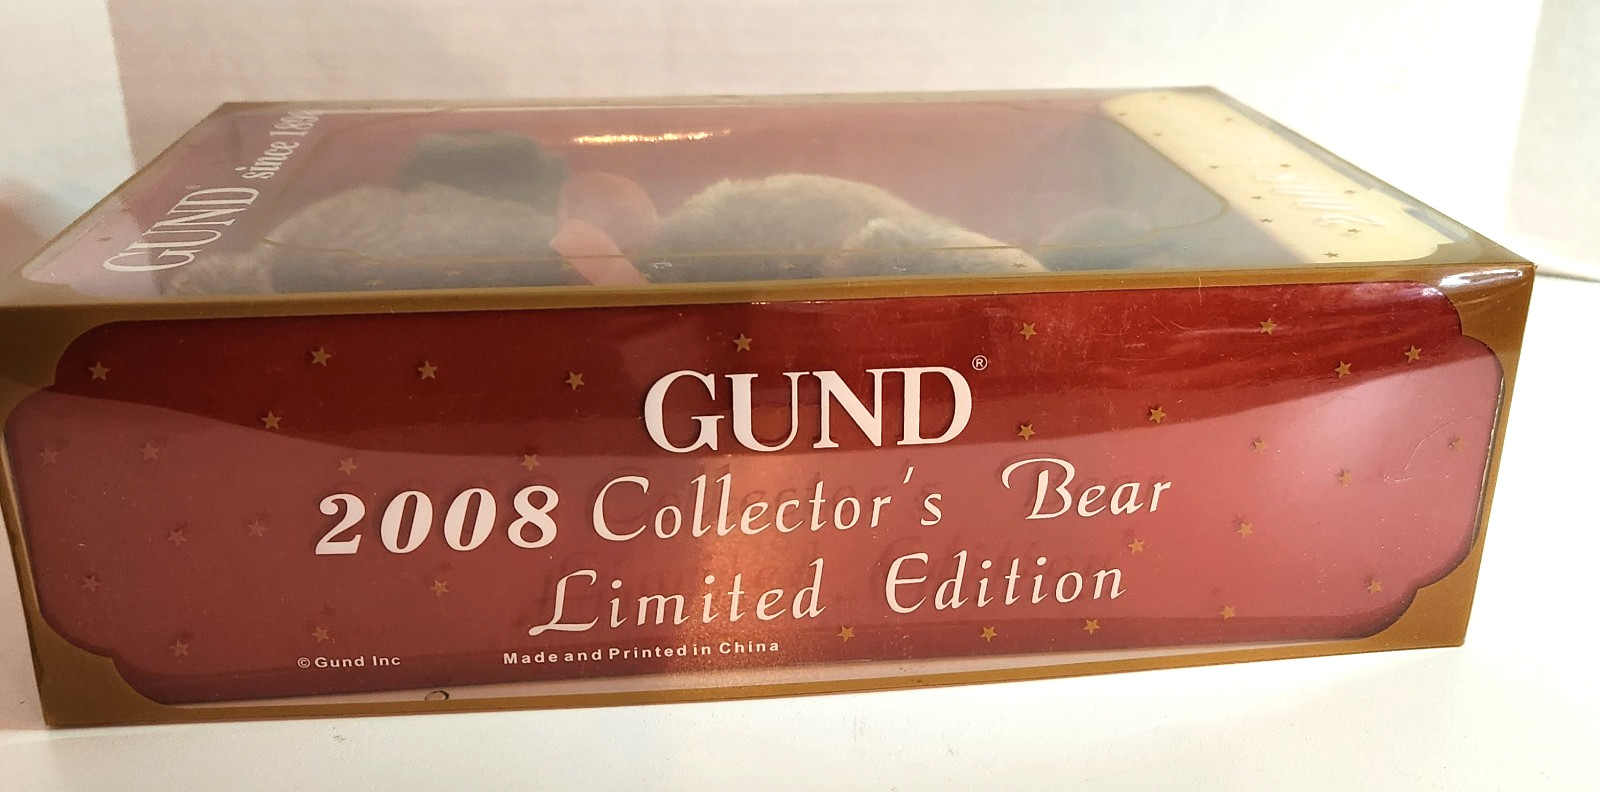 GUND® since 1898
GUND®
2008 Collector's Bear
Limited Edition
© Gund Inc
Made and Printed in China